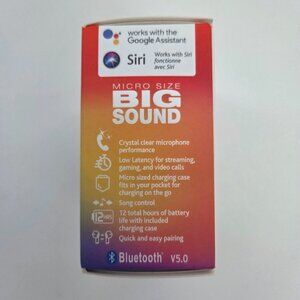 works with the
Google Assistant
Siri
Works with Siri
fonctionne
avec Siri
MICRO SIZE
BIG
SOUND
Crystal clear microphone
performance
Low Latency for streaming,
gaming, and video calls
Micro sized charging case
fits in your pocket for
charging on the go
Song control
12 HRS
12 total hours of battery
life with included
charging case
Quick and easy pairing
Bluetooth V5.0